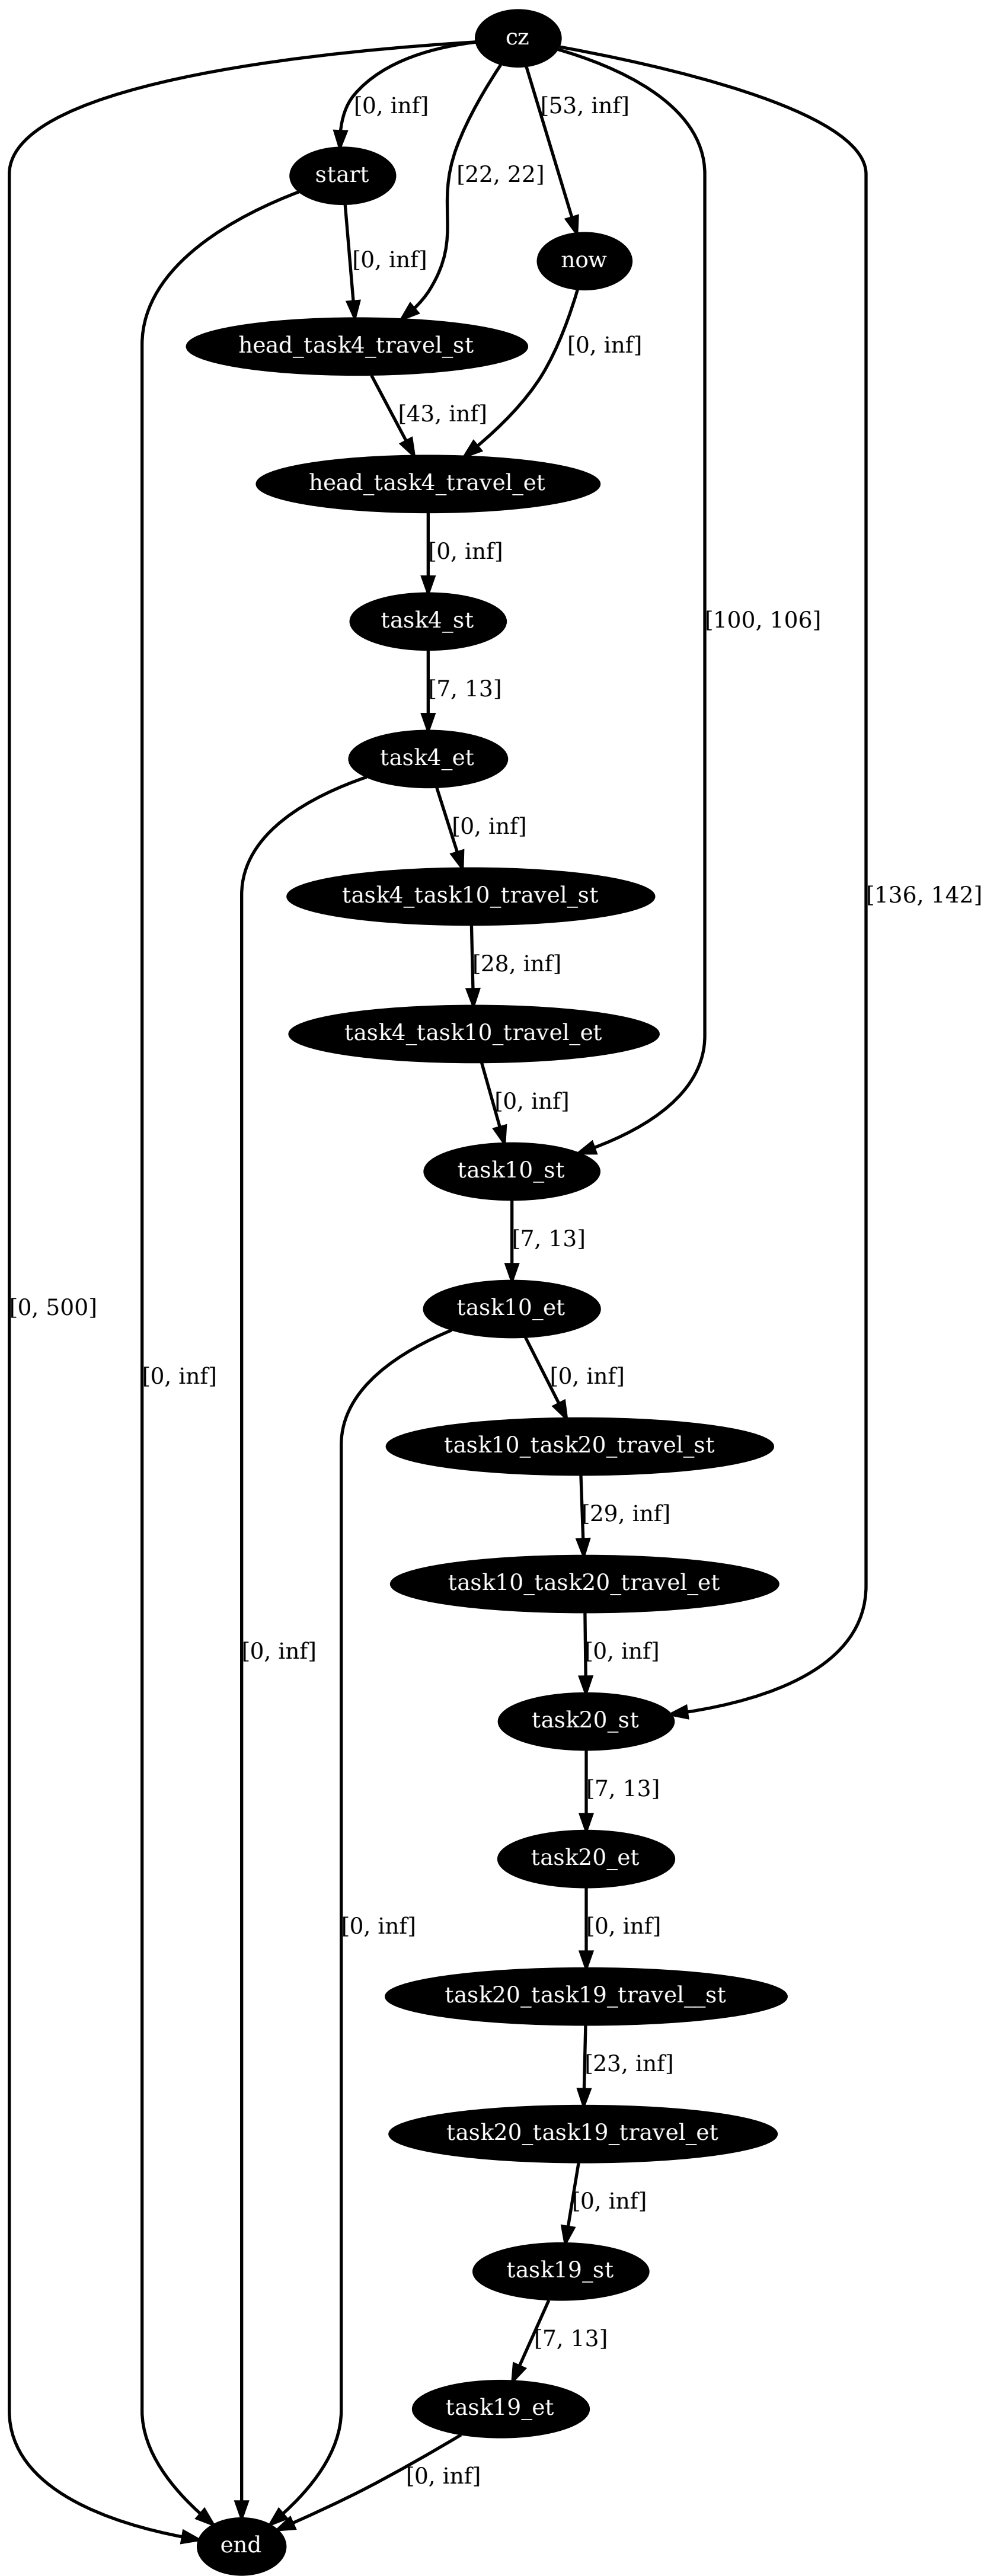 cz
[0, inf]
[53, inf]
start
[22, 22]
now
[0, inf]
head_task4_travel_st
[0, inf]
[43, inf]
head_task4_travel_et
[0, inf]
task4_st
[100, 106]
[7, 13]
task4_et
[0, inf]
task4_task10_travel_st
[136, 142]
[28, inf]
task4_task10_travel_et
[0, inf]
task10_st
[7, 13]
task10_et
[0, 500]
[0, inf]
[0, inf]
task10_task20_travel_st
[29, inf]
task10_task20_travel_et
[0, inf]
[0, inf]
task20_st
[7, 13]
task20_et
[0, inf]
[0, inf]
task20_task19_travel__st
[23, inf]
task20_task19_travel_et
[0, inf]
task19_st
[7, 13]
task19_et
[0, inf]
end